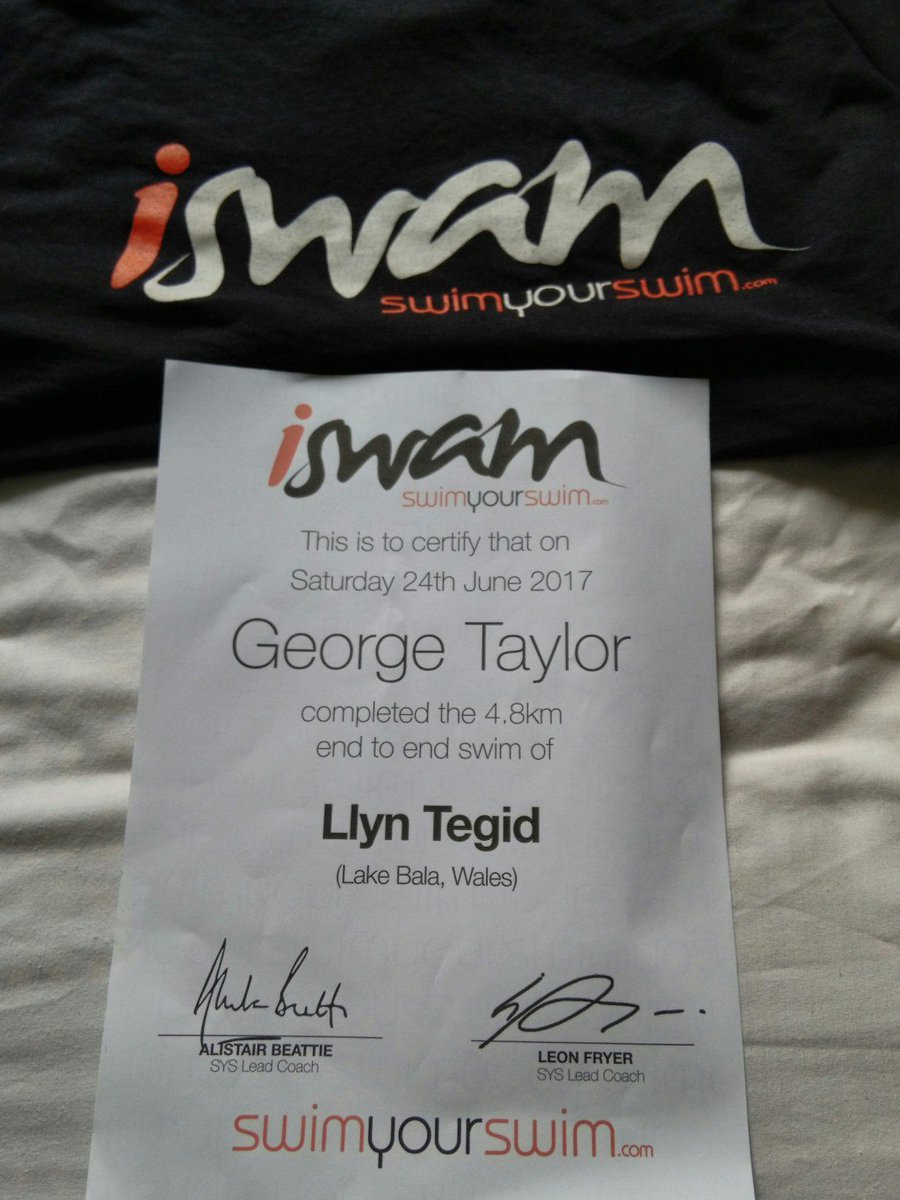 iswam
swimyourswim.com
iswam
swimyourswim.com
This is to certify that on
Saturday 24th June 2017
George Taylor
completed the 4.8km
end to end swim of
Llyn Tegid
(Lake Bala, Wales)
ALISTAIR BEATTIE
SYS Lead Coach
LEON FRYER
SYS Lead Coach
swimyourswim.com